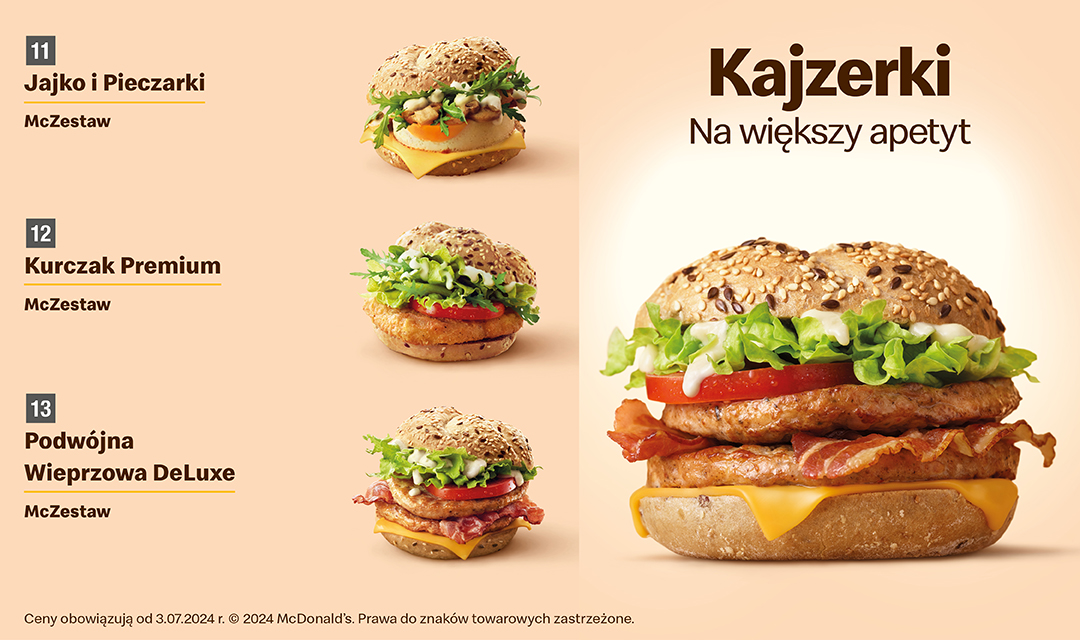 11
Jajko i Pieczarki
McZestaw
12
Kurczak Premium
McZestaw
13
Podwójna
Wieprzowa DeLuxe
McZestaw
Kajzerki
Na większy apetyt
Ceny obowiązują od 3.07.2024 r. © 2024 McDonald's. Prawa do znaków towarowych zastrzeżone.